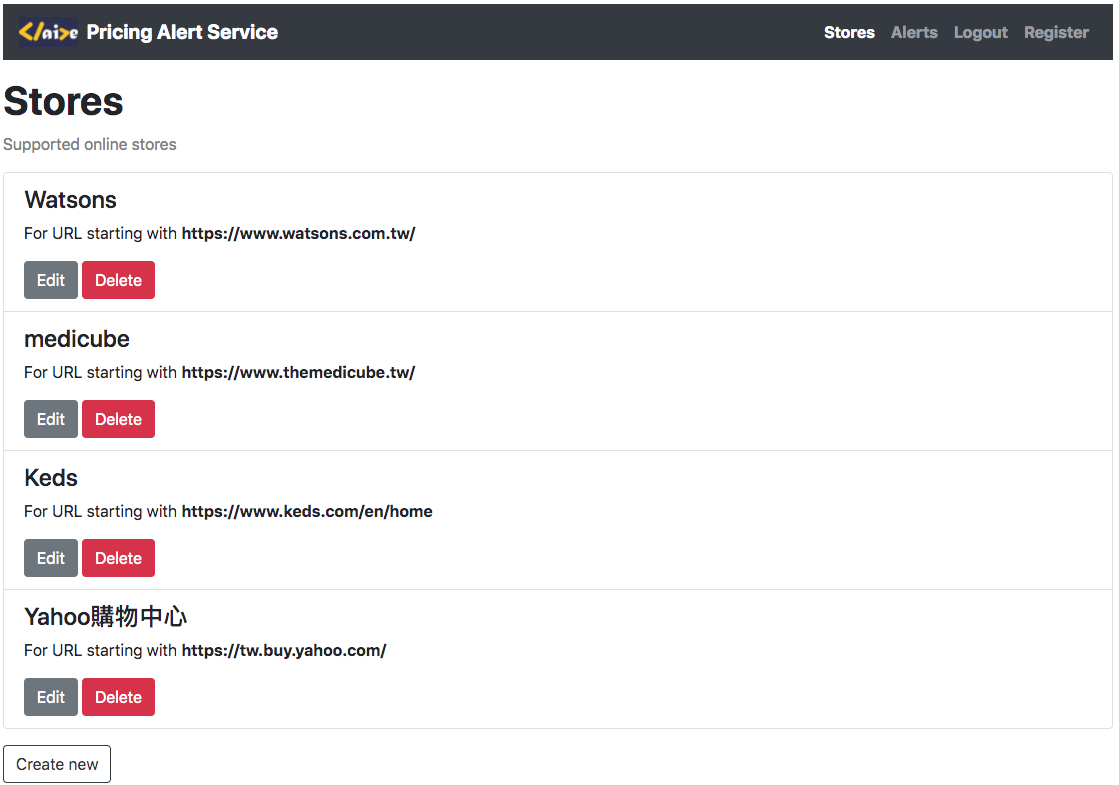 </aire Pricing Alert Service Stores Alerts Logout Register
Stores
Supported online stores
Watsons
For URL starting with https://www.watsons.com.tw/
Edit Delete
medicube
For URL starting with https://www.themedicube.tw/
Edit Delete
Keds
For URL starting with https://www.keds.com/en/home
Edit Delete
Yahoo購物中心
For URL starting with https://tw.buy.yahoo.com/
Edit Delete
Create new